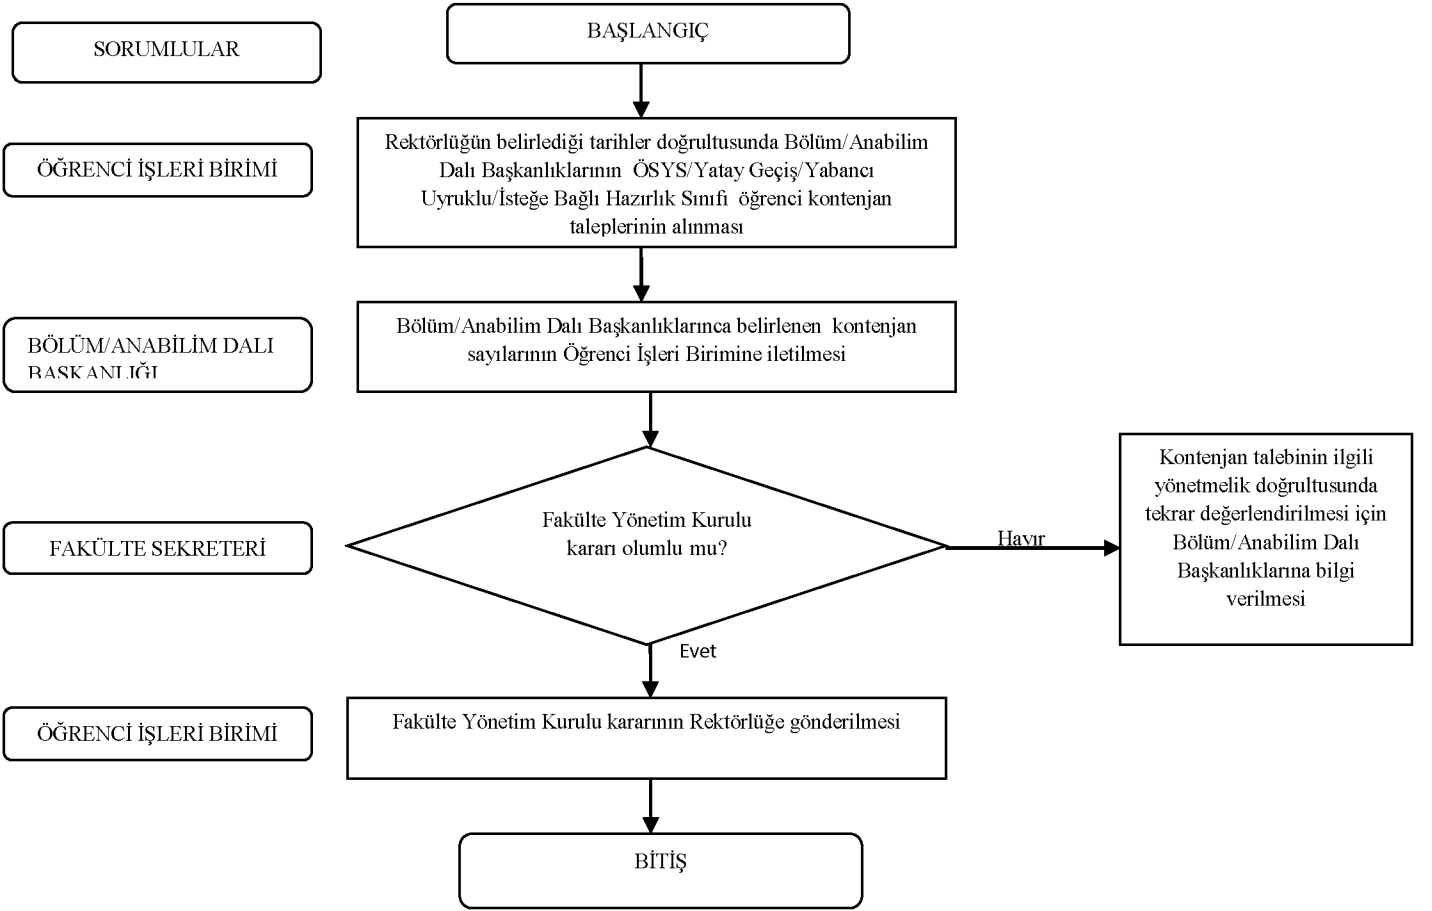 SORUMLULAR
BAŞLANGIÇ
ÖĞRENCİ İŞLERİ BİRİMİ
Rektörlüğün belirlediği tarihler doğrultusunda Bölüm/Anabilim
Dalı Başkanlıklarının ÖSYS/Yatay Geçiş/Yabancı
Uyruklu/İsteğe Bağlı Hazırlık Sınıfı öğrenci kontenjan
taleplerinin alınması
BÖLÜM/ANABİLİM DALI
BAŞKANLIĞI
Bölüm/Anabilim Dalı Başkanlıklarınca belirlenen kontenjan
sayılarının Öğrenci İşleri Birimine iletilmesi
FAKÜLTE SEKRETERİ
Fakülte Yönetim Kurulu
kararı olumlu mu?
Hayır
Kontenjan talebinin ilgili
yönetmelik doğrultusunda
tekrar değerlendirilmesi için
Bölüm/Anabilim Dalı
Başkanlıklarına bilgi
verilmesi
Evet
ÖĞRENCİ İŞLERİ BİRİMİ
Fakülte Yönetim Kurulu kararının Rektörlüğe gönderilmesi
BİTİŞ